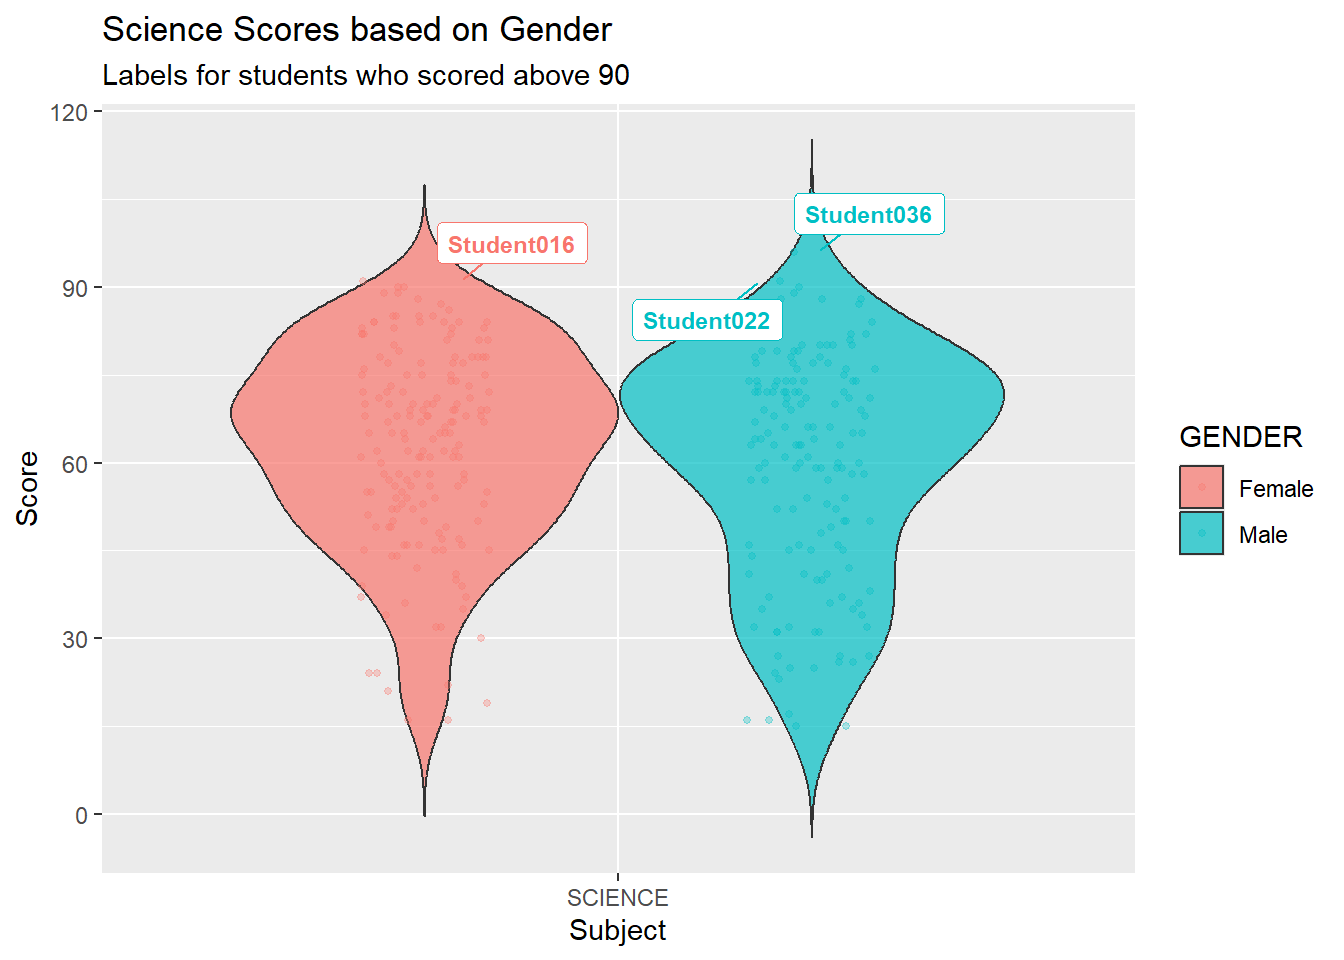 Science Scores based on Gender
Labels for students who scored above 90
120
90
60
30
0
Score
Student016
Student036
Student022
SCIENCE
Subject
GENDER
Female
Male